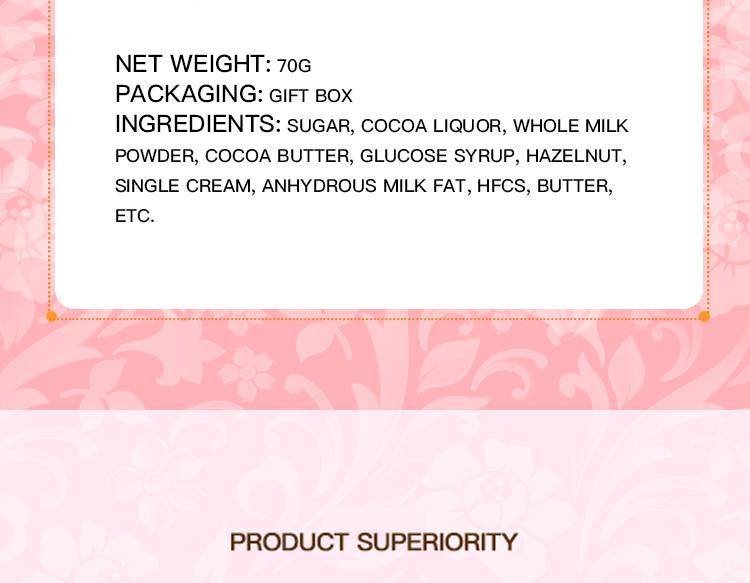 NET WEIGHT: 70G
PACKAGING: GIFT BOX
INGREDIENTS: SUGAR, COCOA LIQUOR, WHOLE MILK
POWDER, COCOA BUTTER, GLUCOSE SYRUP, HAZELNUT,
SINGLE CREAM, ANHYDROUS MILK FAT, HFCS, BUTTER,
ETC.
PRODUCT SUPERIORITY